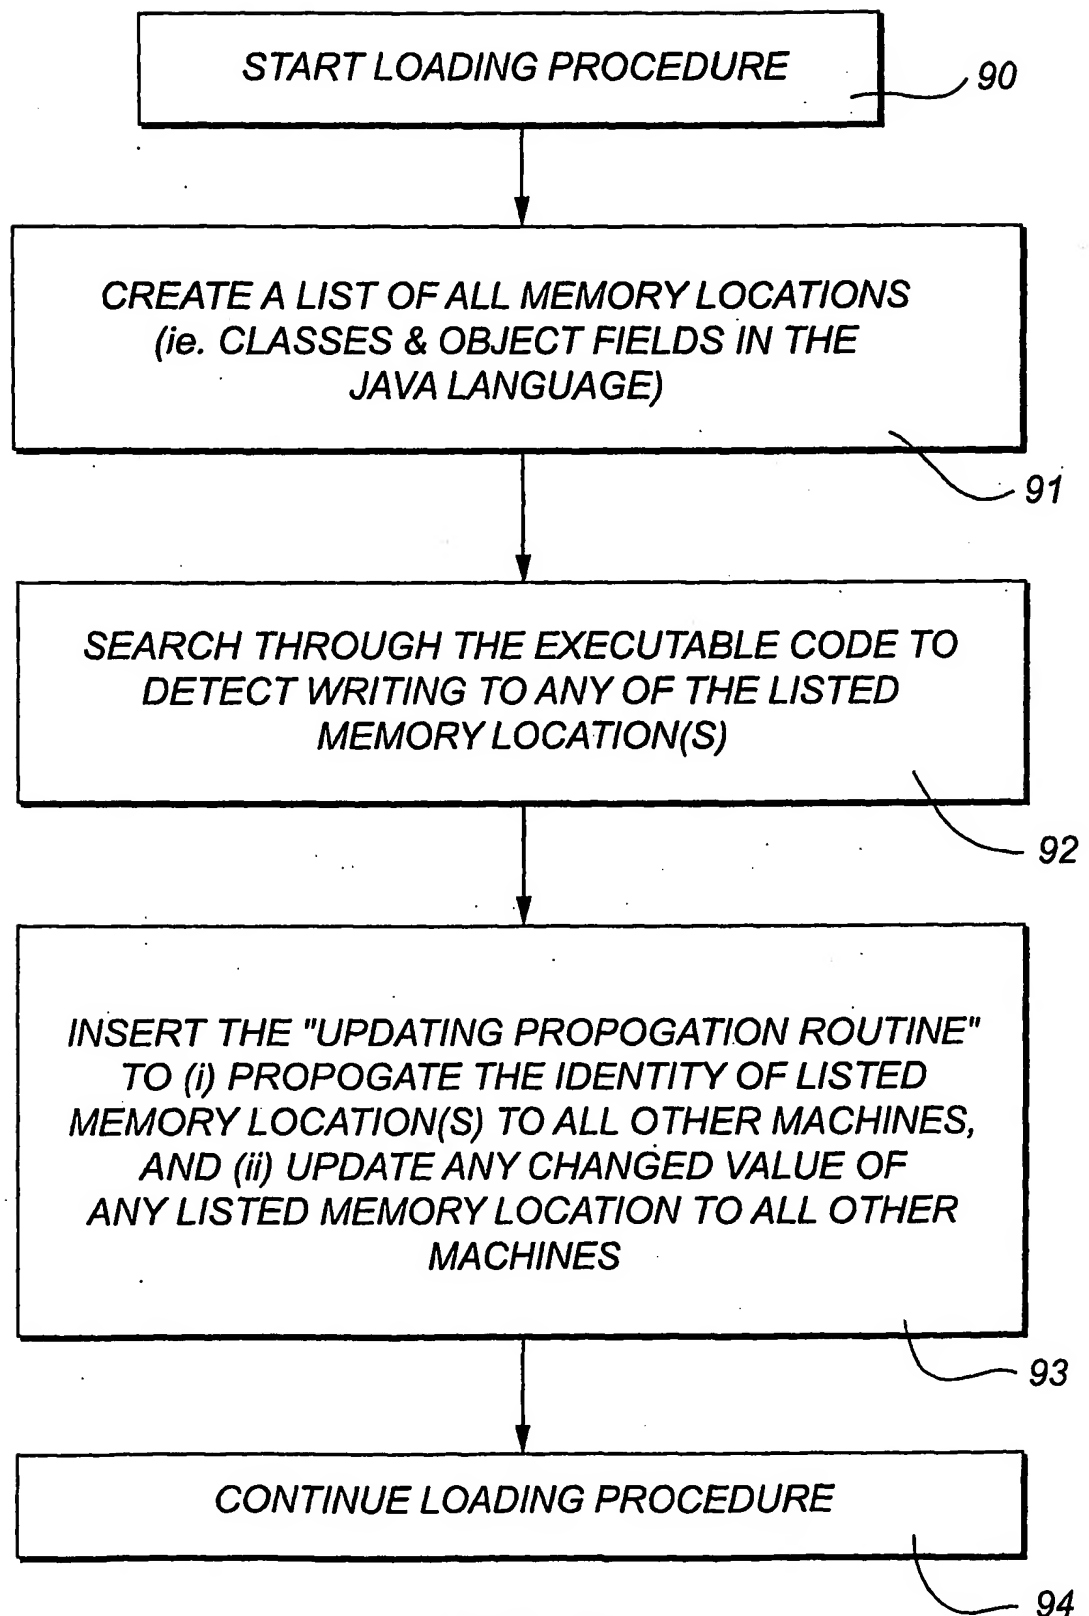 START LOADING PROCEDURE
90
CREATE A LIST OF ALL MEMORY LOCATIONS
(ie. CLASSES & OBJECT FIELDS IN THE
JAVA LANGUAGE)
91
SEARCH THROUGH THE EXECUTABLE CODE TO
DETECT WRITING TO ANY OF THE LISTED
MEMORY LOCATION(S)
92
INSERT THE "UPDATING PROPOGATION ROUTINE"
TO (i) PROPOGATE THE IDENTITY OF LISTED
MEMORY LOCATION(S) TO ALL OTHER MACHINES,
AND (ii) UPDATE ANY CHANGED VALUE OF
ANY LISTED MEMORY LOCATION TO ALL OTHER
MACHINES
93
CONTINUE LOADING PROCEDURE
94